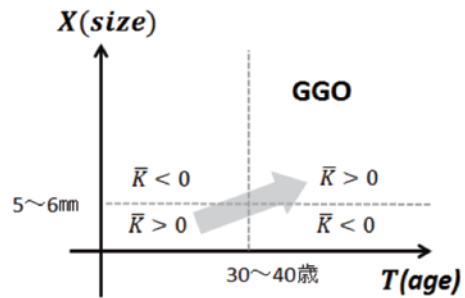 X(size)
GGO
K̅ < 0
K̅ > 0
5～6㎜
K̅ > 0
K̅ < 0
30～40歳
T(age)